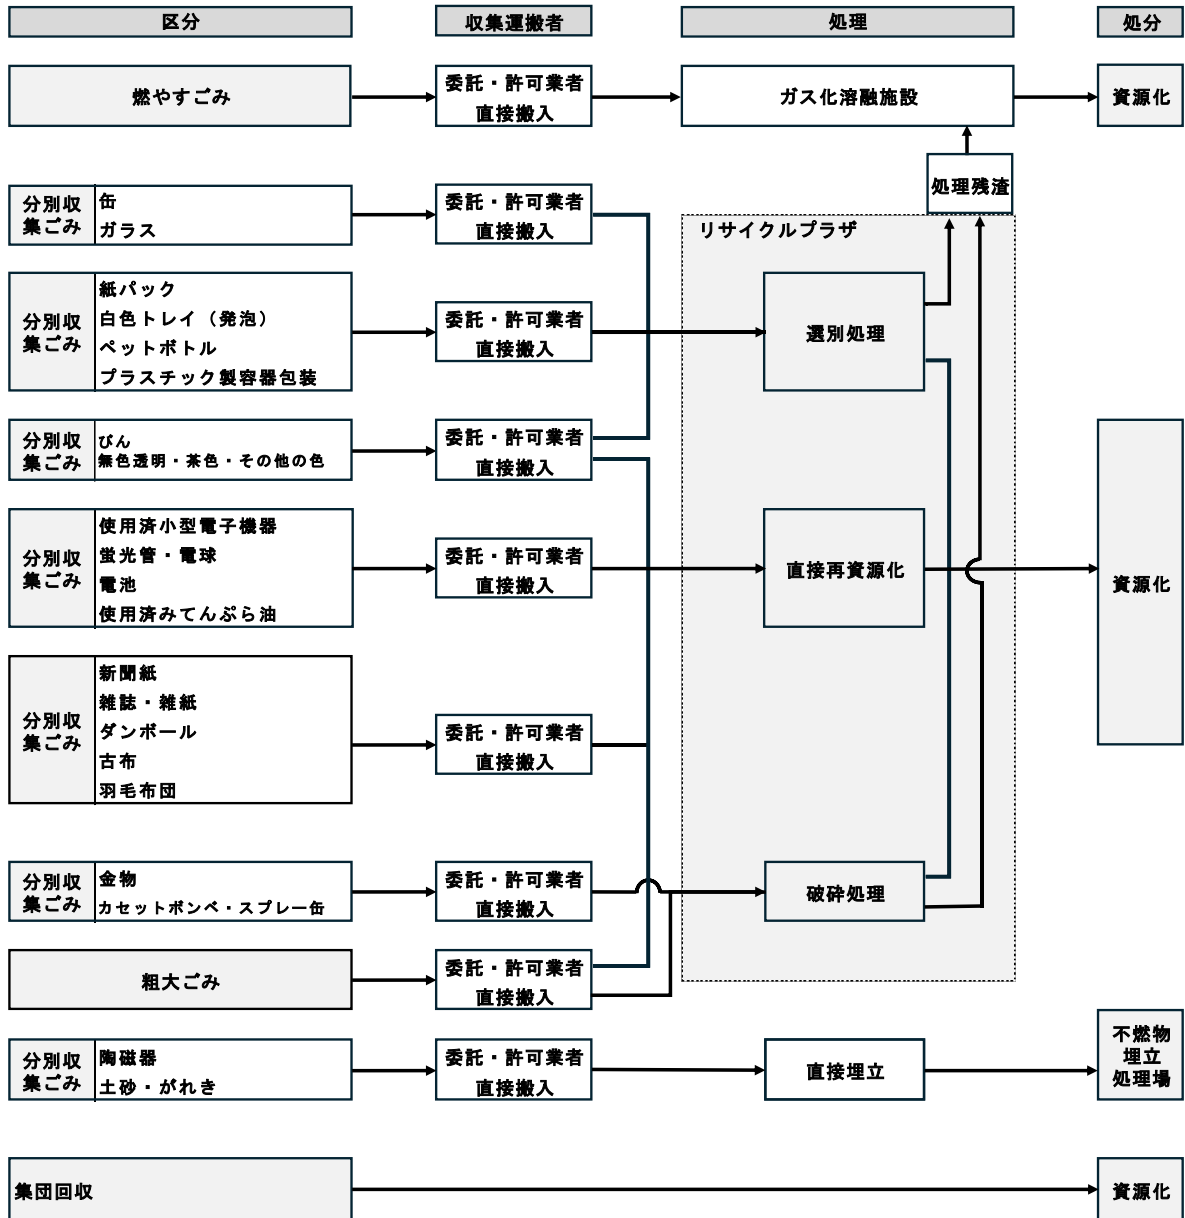 区分
収集運搬者
処理
処分
燃やすごみ
委託・許可業者
直接搬入
ガス化溶融施設
資源化
処理残渣
分別収
集ごみ
缶
ガラス
委託・許可業者
直接搬入
リサイクルプラザ
分別収
集ごみ
紙パック
白色トレイ（発泡）
ペットボトル
プラスチック製容器包装
委託・許可業者
直接搬入
選別処理
分別収
集ごみ
びん
無色透明・茶色・その他の色
委託・許可業者
直接搬入
分別収
集ごみ
使用済小型電子機器
蛍光管・電球
電池
使用済みてんぷら油
委託・許可業者
直接搬入
直接再資源化
資源化
分別収
集ごみ
新聞紙
雑誌・雑紙
ダンボール
古布
羽毛布団
委託・許可業者
直接搬入
分別収
集ごみ
金物
カセットボンベ・スプレー缶
委託・許可業者
直接搬入
破砕処理
粗大ごみ
委託・許可業者
直接搬入
分別収
集ごみ
陶磁器
土砂・がれき
委託・許可業者
直接搬入
直接埋立
不燃物
埋立
処理場
集団回収
資源化